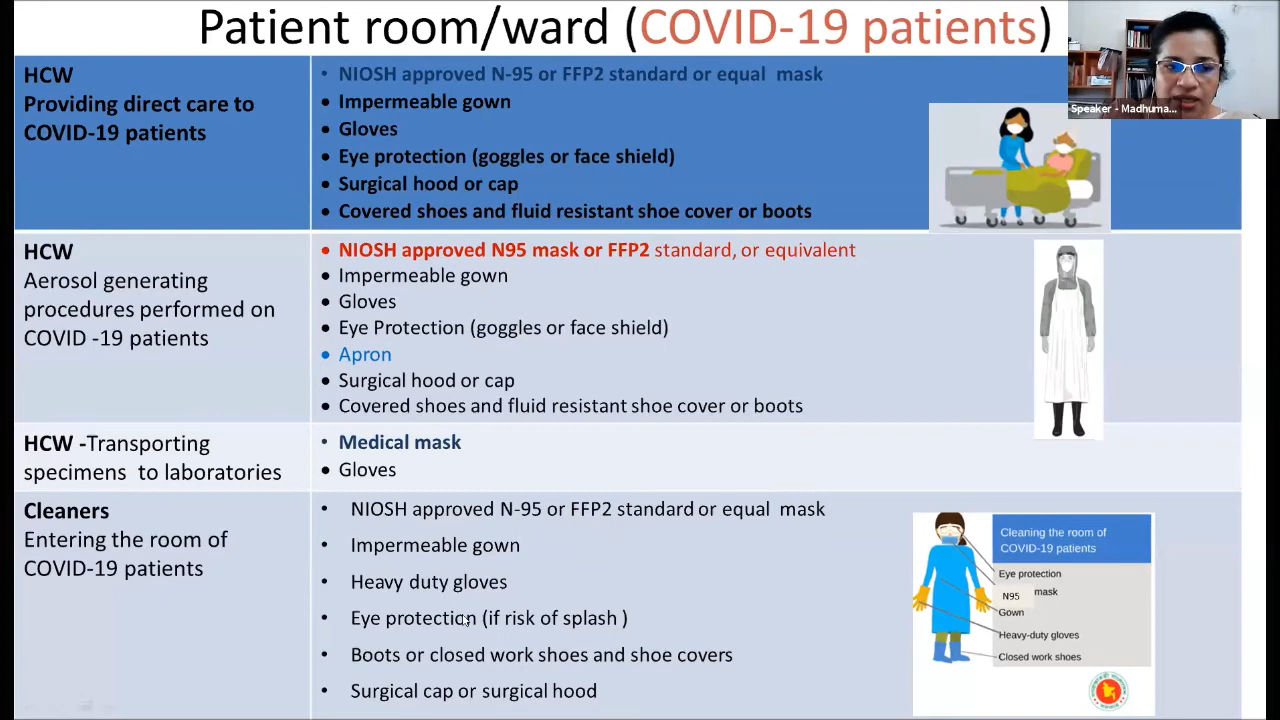 Patient room/ward (COVID-19 patients)
Speaker - Madhuma...
HCW
Providing direct care to
COVID-19 patients
• NIOSH approved N-95 or FFP2 standard or equal mask
• Impermeable gown
• Gloves
• Eye protection (goggles or face shield)
• Surgical hood or cap
• Covered shoes and fluid resistant shoe cover or boots
HCW
Aerosol generating
procedures performed on
COVID -19 patients
• NIOSH approved N95 mask or FFP2 standard, or equivalent
• Impermeable gown
• Gloves
• Eye Protection (goggles or face shield)
• Apron
• Surgical hood or cap
• Covered shoes and fluid resistant shoe cover or boots
HCW -Transporting
specimens to laboratories
• Medical mask
• Gloves
Cleaners
Entering the room of
COVID-19 patients
• NIOSH approved N-95 or FFP2 standard or equal mask
• Impermeable gown
• Heavy duty gloves
• Eye protection (if risk of splash )
• Boots or closed work shoes and shoe covers
• Surgical cap or surgical hood
Cleaning the room of
COVID-19 patients
Eye protection
N95 mask
Gown
Heavy-duty gloves
Closed work shoes